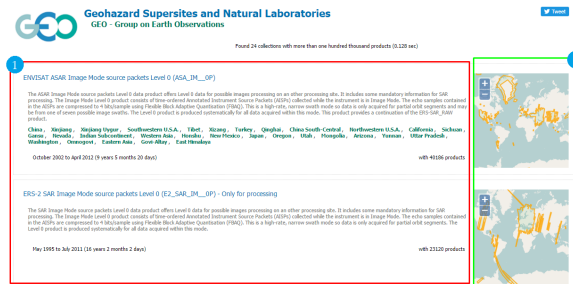 GEO
Geohazard Supersites and Natural Laboratories
GEO - Group on Earth Observations
Tweet
Found 24 collections with more than one hundred thousand products (0.128 sec)
1
ENVISAT ASAR Image Mode source packets Level 0 (ASA_IM__0P)
The ASAR Image Mode source packets Level 0 data product offers Level 0 data for possible images processing on an other processing site. It includes some mandatory information for SAR
processing. The Image Mode Level 0 product consists of time-ordered Annotated Instrument Source Packets (AISPs) collected while the instrument is in Image Mode. The echo samples contained
in the AISPs are compressed to 4 bits/sample using Flexible Block Adaptive Quantisation (FBAQ). This is a high-rate, narrow swath mode so data is only acquired for partial orbit segments and may
be from one of seven possible image swaths. The Level 0 product is produced systematically for all data acquired within this mode. This product provides a continuation of the ERS-SAR_RAW
product.
China , Xinjiang , Xinjiang Uygur , Southwestern U.S.A. , Tibet , Xizang , Turkey , Qinghai , China South-Central , Northwestern U.S.A. , California , Sichuan ,
Gansu , Nevada , Indian Subcontinent , Western Asia , Honshu , New Mexico , Japan , Oregon , Utah , Mongolia , Arizona , Yunnan , Uttar Pradesh ,
Washington , Omnogovi , Eastern Asia , Govi-Altay , East Himalaya
October 2002 to April 2012 (9 years 5 months 20 days)
with 40186 products
+
−
ERS-2 SAR Image Mode source packets Level 0 (E2_SAR_IM__0P) - Only for processing
The SAR Image Mode source packets Level 0 data product offers Level 0 data for possible images processing on an other processing site. It includes some mandatory information for SAR
processing. The Image Mode Level 0 product consists of time-ordered Annotated Instrument Source Packets (AISPs) collected while the instrument is in Image Mode. The echo samples contained
in the AISPs are compressed to 4 bits/sample using Flexible Block Adaptive Quantisation (FBAQ). This is a high-rate, narrow swath mode so data is only acquired for partial orbit segments. The
Level 0 product is produced systematically for all data acquired within this mode.
May 1995 to July 2011 (16 years 2 months 2 days)
with 23120 products
+
−